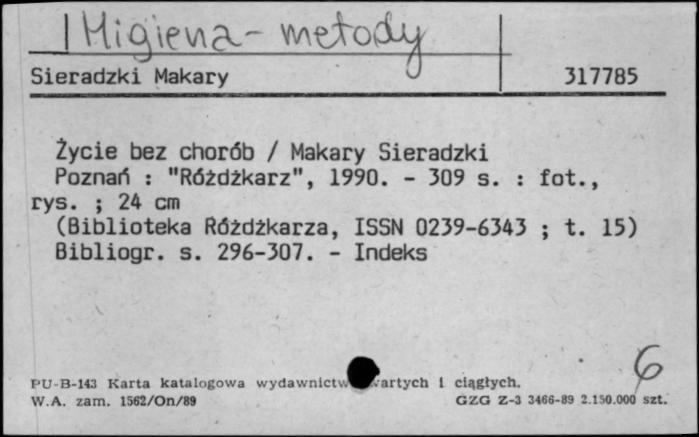 Higiena - metody
Sieradzki Makary 317785
Życie bez chorób / Makary Sieradzki
Poznań : "Różdżkarz", 1990. - 309 s. : fot.,
rys. ; 24 cm
(Biblioteka Różdżkarza, ISSN 0239-6343 ; t. 15)
Bibliogr. s. 296-307. - Indeks
6
PU-B-143 Karta katalogowa i ciągłych.
W.A. zam. 1562/On/89 GZG Z-3 3466-89 2.150.000 szt.